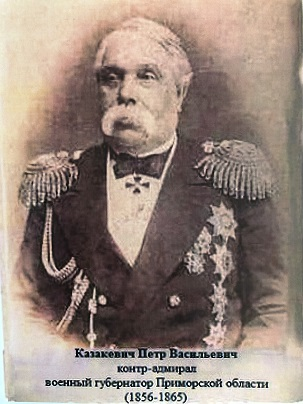 Казакевич Петр Васильевич
контр-адмирал
военный губернатор Приморской области
(1856-1865)